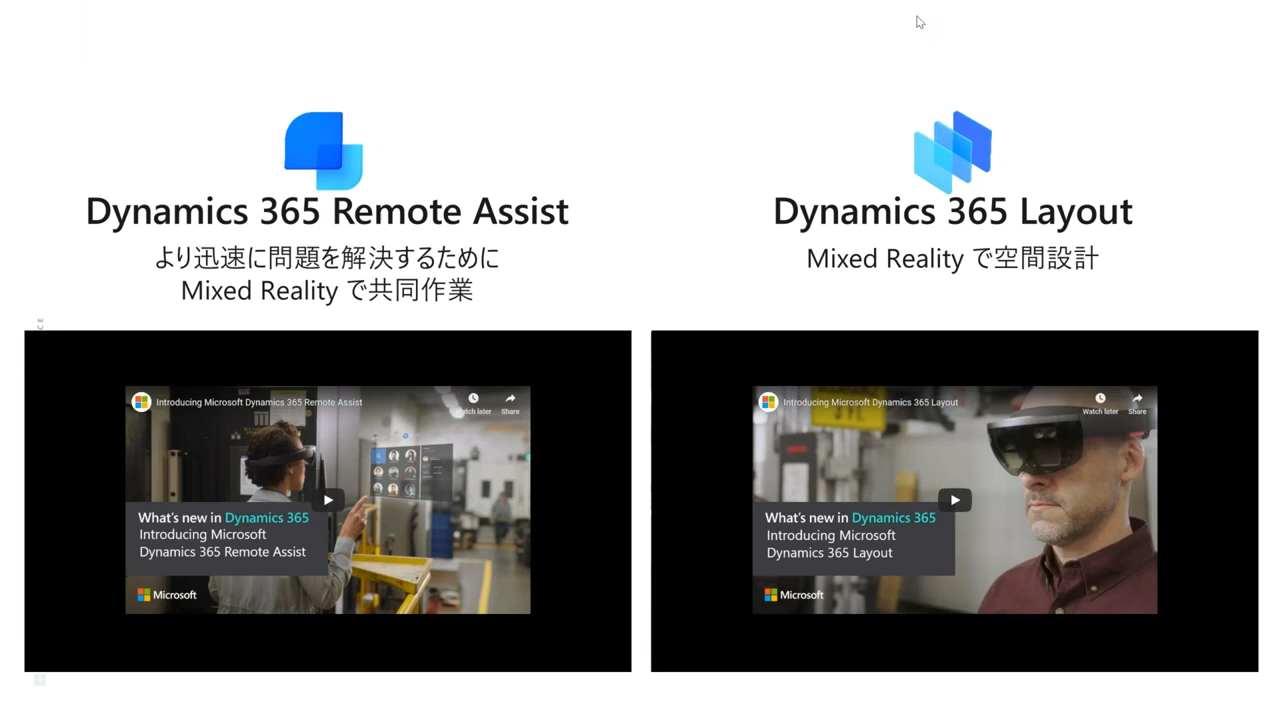 Dynamics 365 Remote Assist
より迅速に問題を解決するために
Mixed Reality で共同作業
Introducing Microsoft Dynamics 365 Remote Assist
Watch later
Share
What's new in Dynamics 365
Introducing Microsoft
Dynamics 365 Remote Assist
Microsoft
Dynamics 365 Layout
Mixed Reality で空間設計
Introducing Microsoft Dynamics 365 Layout
Watch later
Share
What's new in Dynamics 365
Introducing Microsoft
Dynamics 365 Layout
Microsoft